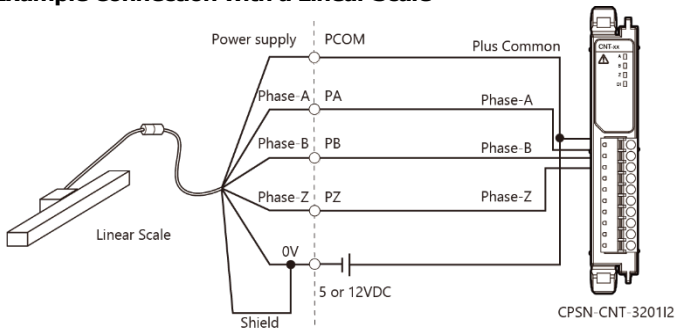 Example Connection with a Linear Scale
Power supply PCOM Plus Common
Phase-A PA Phase-A
Phase-B PB Phase-B
Phase-Z PZ Phase-Z
0V
5 or 12VDC
Shield
Linear Scale
CNT-xx
A
B
Z
CPSN-CNT-3201I2